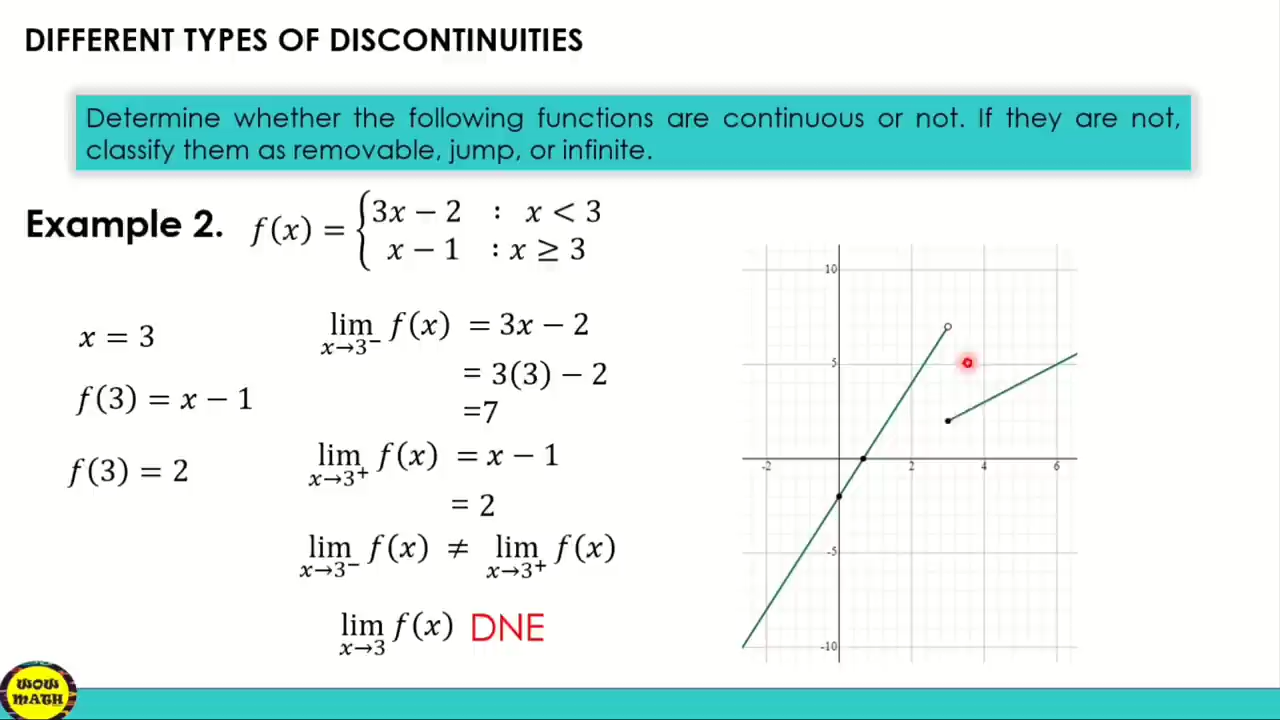 DIFFERENT TYPES OF DISCONTINUITIES
Determine whether the following functions are continuous or not. If they are not,
classify them as removable, jump, or infinite.
Example 2. f(x) = {3x − 2 : x < 3
x − 1 : x ≥ 3
x = 3
f(3) = x − 1
f(3) = 2
lim x→3⁻ f(x) = 3x − 2
= 3(3) − 2
=7
lim x→3⁺ f(x) = x − 1
= 2
lim x→3⁻ f(x) ≠ lim x→3⁺ f(x)
lim x→3 f(x) DNE
10
5
-2 2 4 6
-5
-10
WOW
MATH